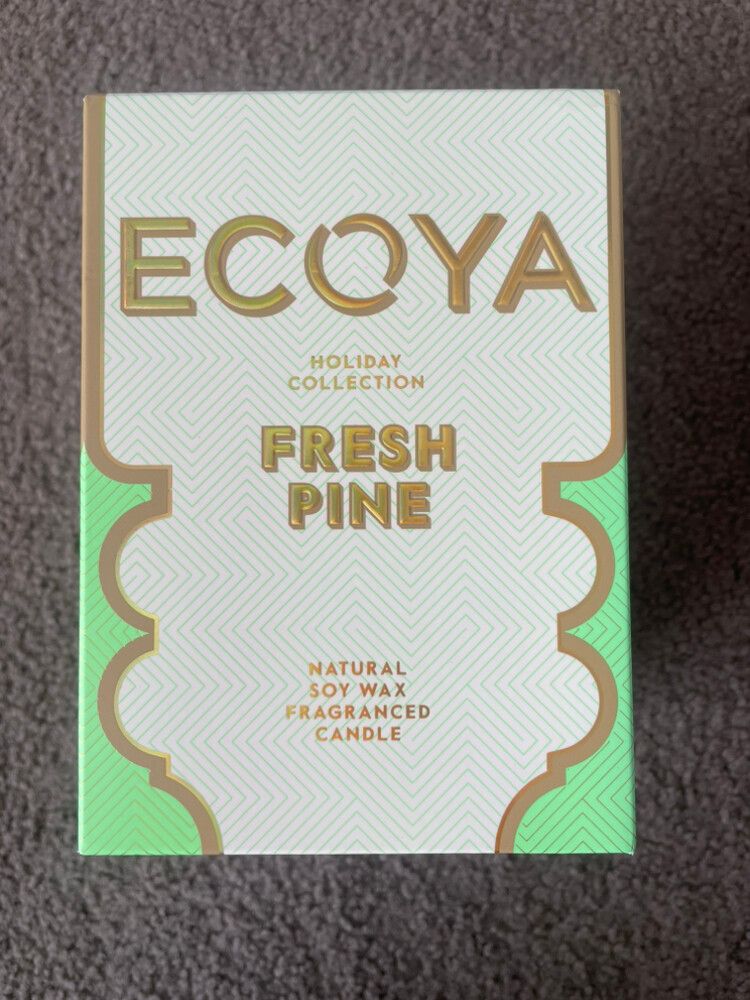 ECOYA
HOLIDAY
COLLECTION
FRESH
PINE
NATURAL
SOY WAX
FRAGRANCED
CANDLE